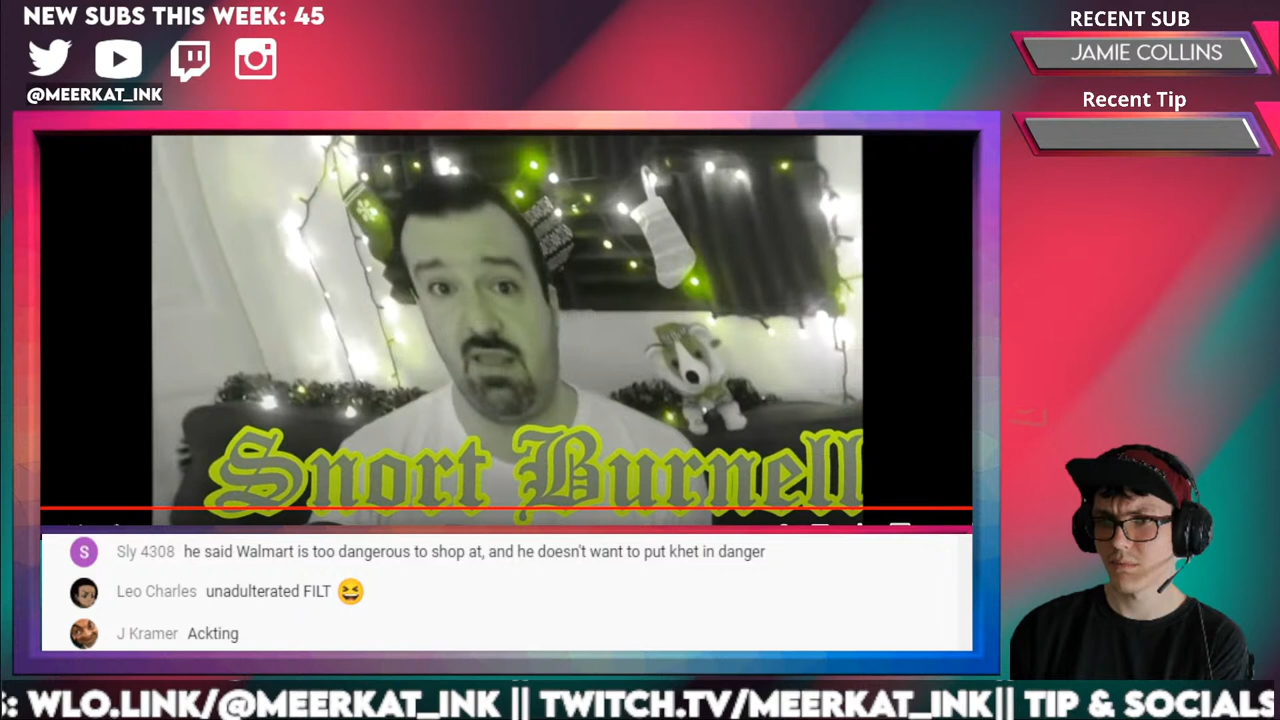 NEW SUBS THIS WEEK: 45
@MEERKAT_INK
RECENT SUB
JAMIE COLLINS
Recent Tip
Snort Burnell
S
Sly 4308 he said Walmart is too dangerous to shop at, and he doesn't want to put khet in danger
Leo Charles unadulterated FILT 😆
J Kramer Ackting
S: WLO.LINK/@MEERKAT_INK || TWITCH.TV/MEERKAT_INK|| TIP & SOCIALS